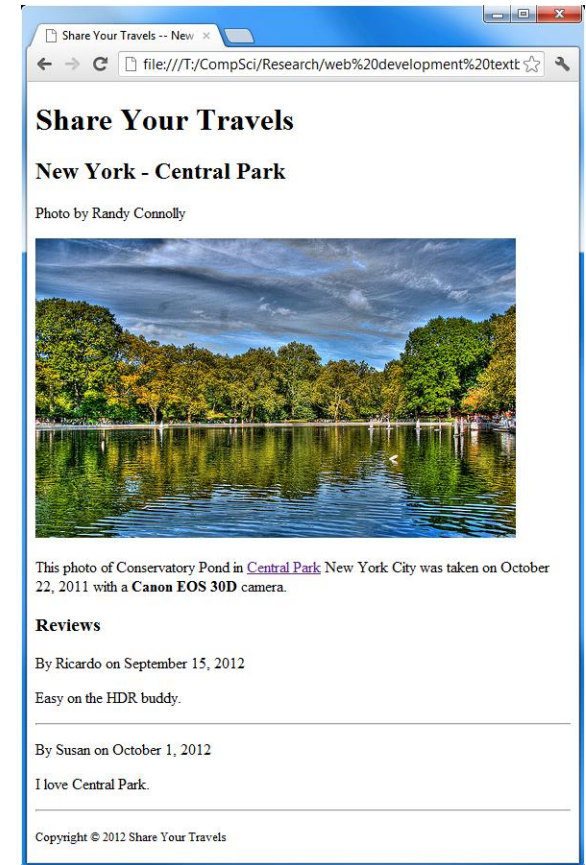 Share Your Travels -- New
file:///T:/CompSci/Research/web%20development%20textb
Share Your Travels
New York - Central Park
Photo by Randy Connolly
This photo of Conservatory Pond in Central Park New York City was taken on October
22, 2011 with a Canon EOS 30D camera.
Reviews
By Ricardo on September 15, 2012
Easy on the HDR buddy.
By Susan on October 1, 2012
I love Central Park.
Copyright © 2012 Share Your Travels